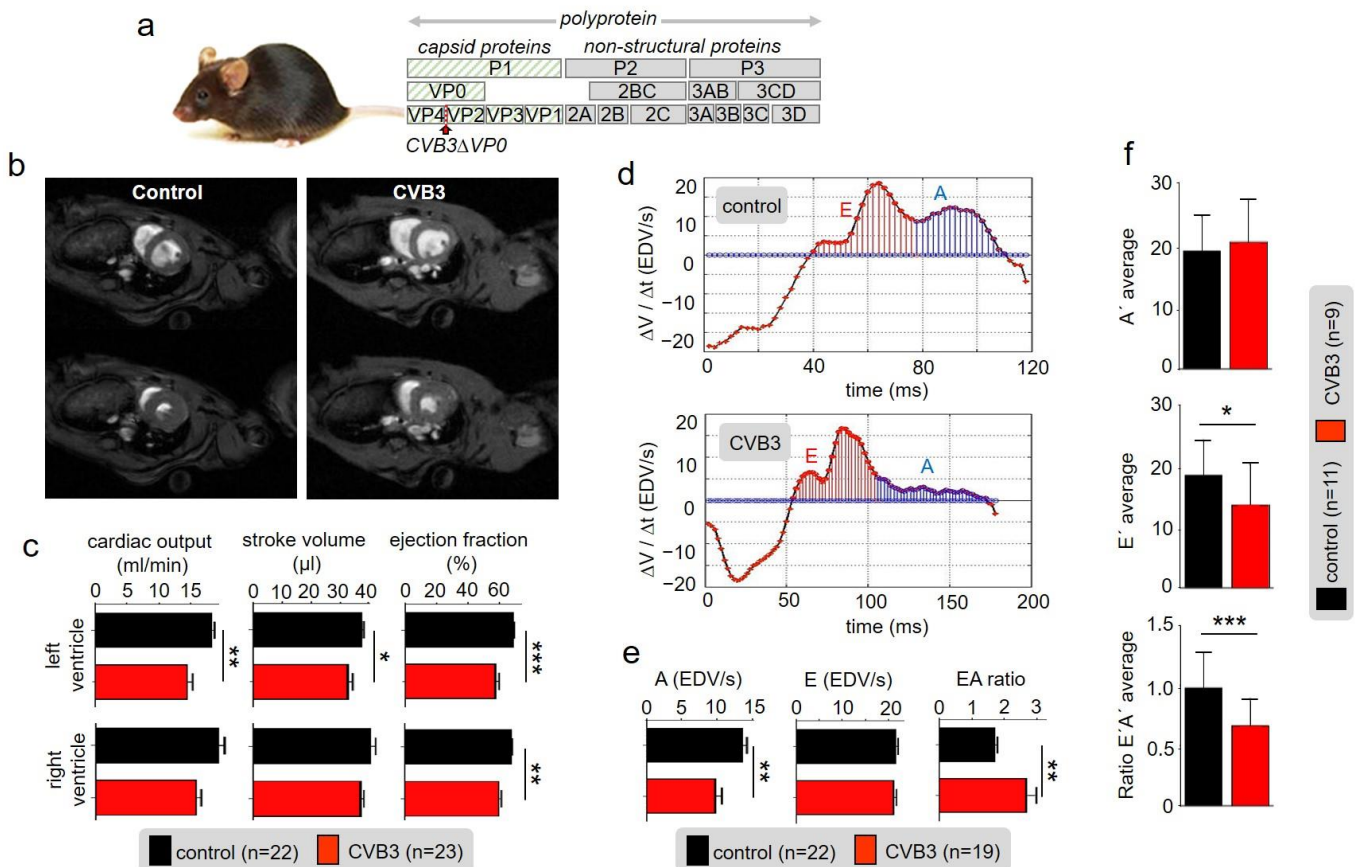 a
polyprotein
capsid proteins non-structural proteins
P1 P2 P3
VP0 2BC 3AB 3CD
VP4 VP2 VP3 VP1 2A 2B 2C 3A 3B 3C 3D
CVB3ΔVP0
b
Control CVB3
c
cardiac output (ml/min)
0 5 10 15
stroke volume (µl)
0 10 20 30 40
ejection fraction (%)
0 20 40 60
left ventricle
** * ***
right ventricle
**
control (n=22) CVB3 (n=23)
d
control
E A
ΔV / Δt (EDV/s)
20
10
0
−10
−20
0 40 80 120
time (ms)
CVB3
E A
ΔV / Δt (EDV/s)
20
10
0
−10
−20
0 50 100 150 200
time (ms)
e
A (EDV/s) E (EDV/s) EA ratio
0 5 10 15 0 10 20 0 1 2 3
** **
control (n=22) CVB3 (n=19)
f
A´ average
30
20
10
0
E´ average
30
20
10
0
*
Ratio E´A´ average
1.5
1.0
0.5
0
***
control (n=11) CVB3 (n=9)